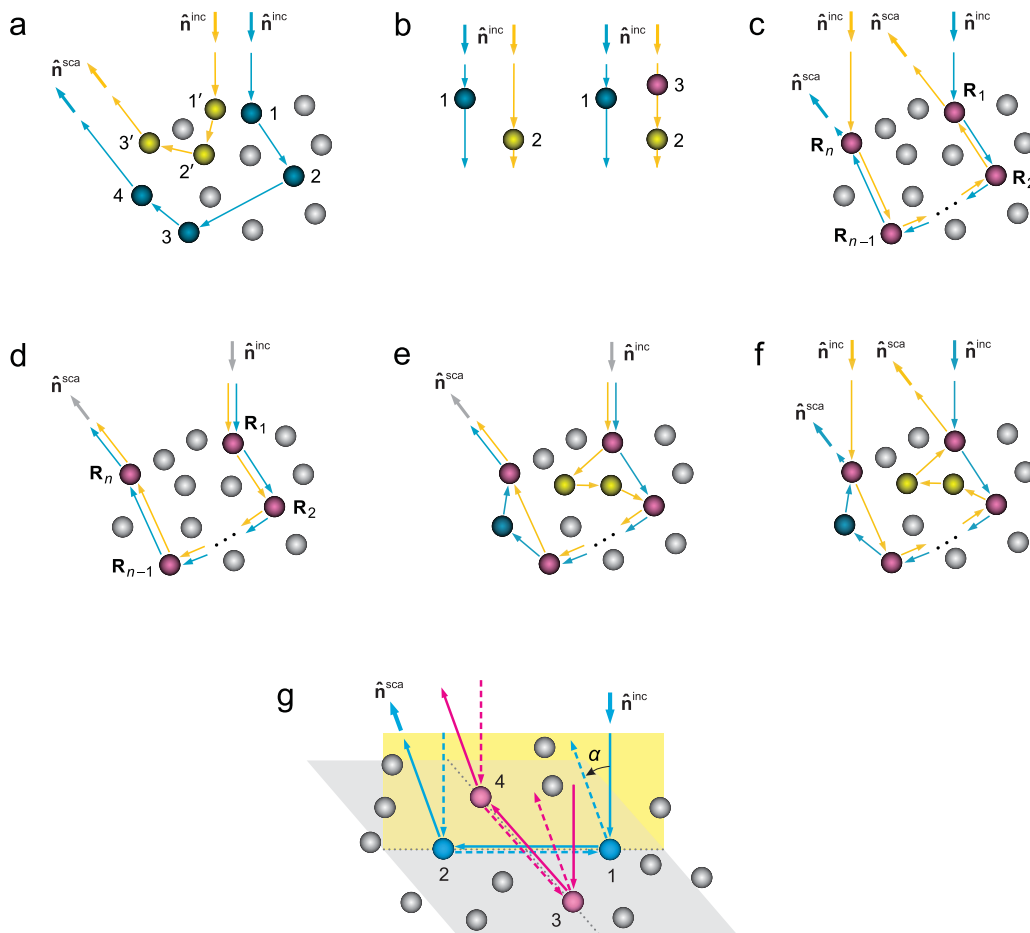 a
n̂ⁱⁿᶜ
n̂ˢᶜᵃ
1′
1
3′
2′
2
4
3
b
n̂ⁱⁿᶜ
n̂ⁱⁿᶜ
1
2
1
3
2
c
n̂ⁱⁿᶜ
n̂ˢᶜᵃ
n̂ⁱⁿᶜ
n̂ˢᶜᵃ
R₁
Rₙ
R₂
Rₙ₋₁
d
n̂ⁱⁿᶜ
n̂ˢᶜᵃ
R₁
Rₙ
R₂
Rₙ₋₁
e
n̂ⁱⁿᶜ
n̂ˢᶜᵃ
f
n̂ⁱⁿᶜ
n̂ˢᶜᵃ
n̂ⁱⁿᶜ
n̂ˢᶜᵃ
g
n̂ˢᶜᵃ
n̂ⁱⁿᶜ
α
4
2
1
3